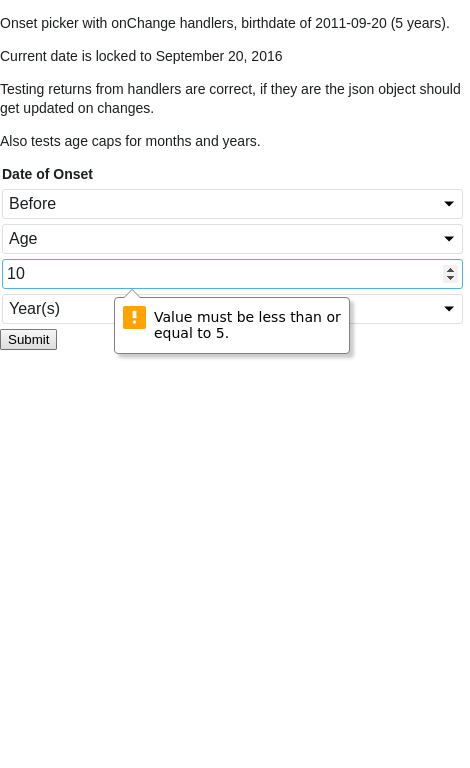 Onset picker with onChange handlers, birthdate of 2011-09-20 (5 years).
Current date is locked to September 20, 2016
Testing returns from handlers are correct, if they are the json object should
get updated on changes.
Also tests age caps for months and years.
Date of Onset
Before
Age
10
Year(s)
Value must be less than or
equal to 5.
Submit